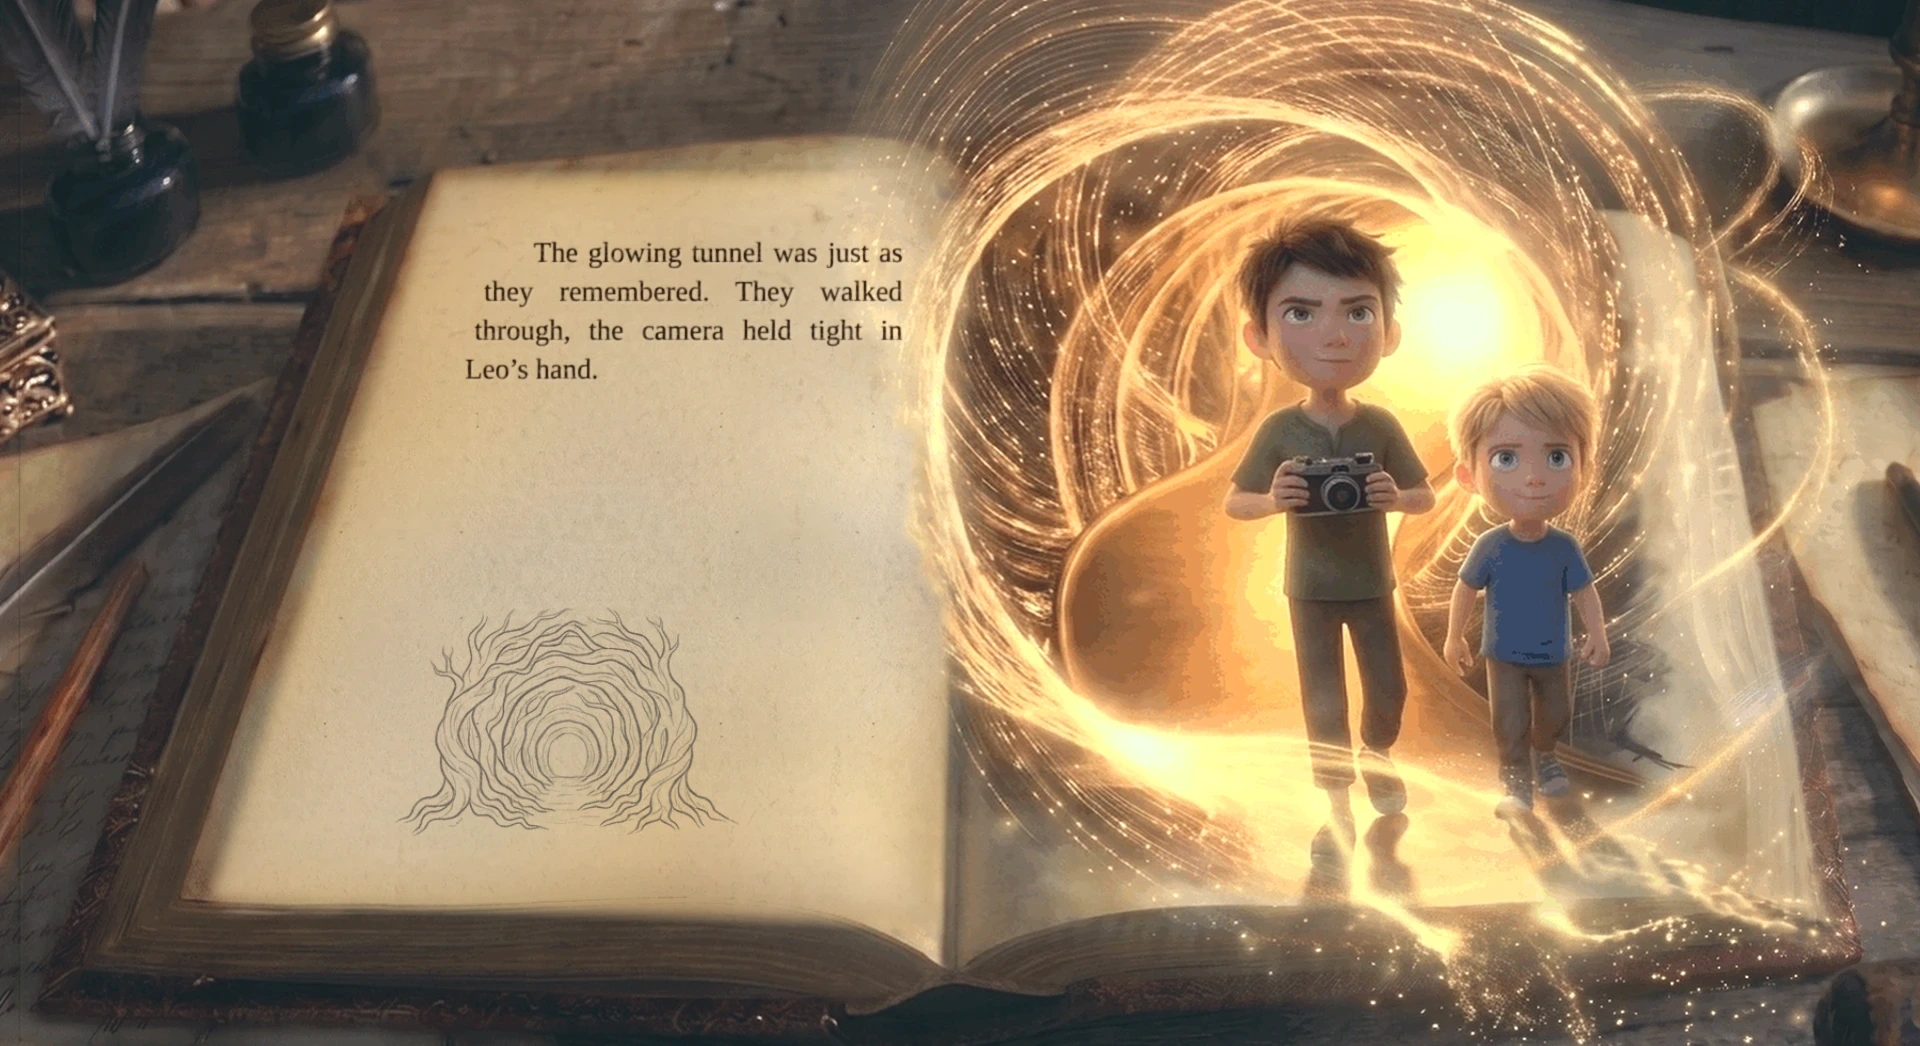 The glowing tunnel was just as
they remembered. They walked
through, the camera held tight in
Leo’s hand.